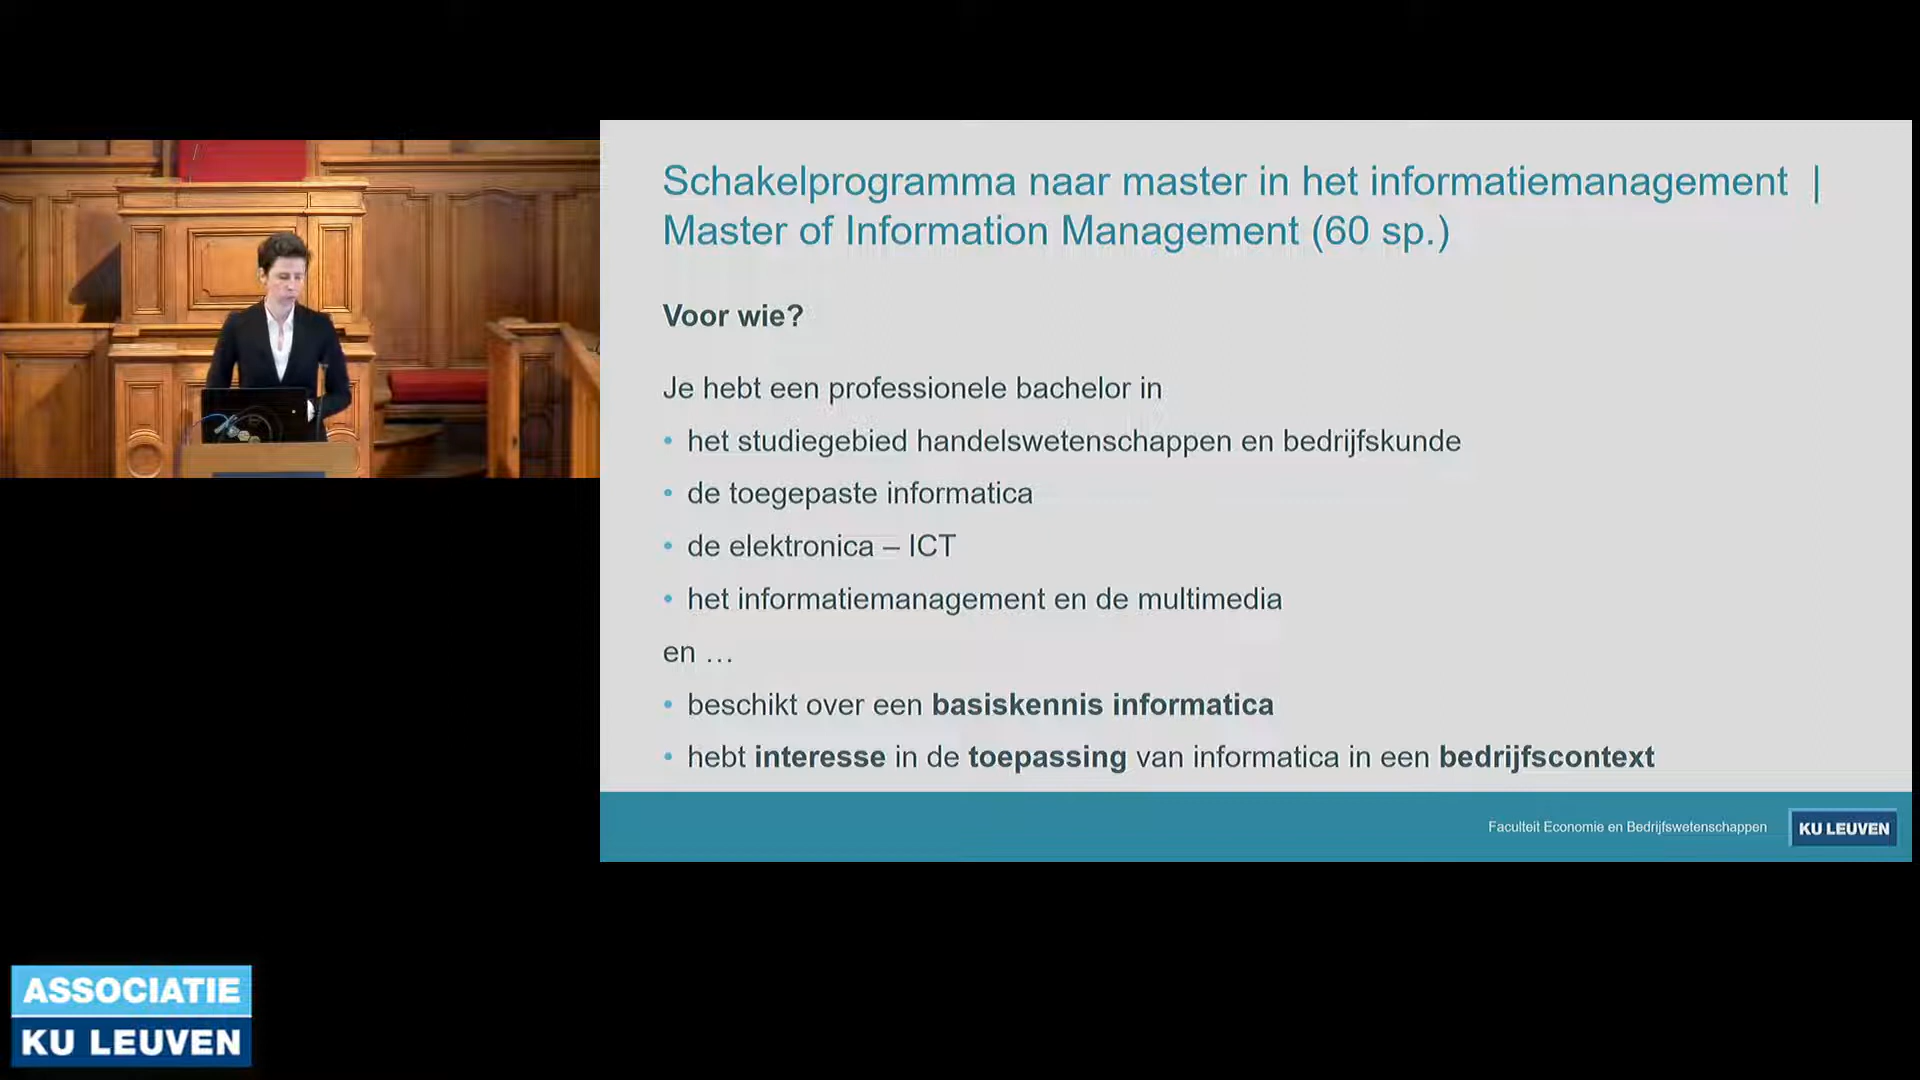 Schakelprogramma naar master in het informatiemanagement |
Master of Information Management (60 sp.)
Voor wie?
Je hebt een professionele bachelor in
• het studiegebied handelswetenschappen en bedrijfskunde
• de toegepaste informatica
• de elektronica – ICT
• het informatiemanagement en de multimedia
en …
• beschikt over een basiskennis informatica
• hebt interesse in de toepassing van informatica in een bedrijfscontext
Faculteit Economie en Bedrijfswetenschappen
KU LEUVEN
ASSOCIATIE
KU LEUVEN